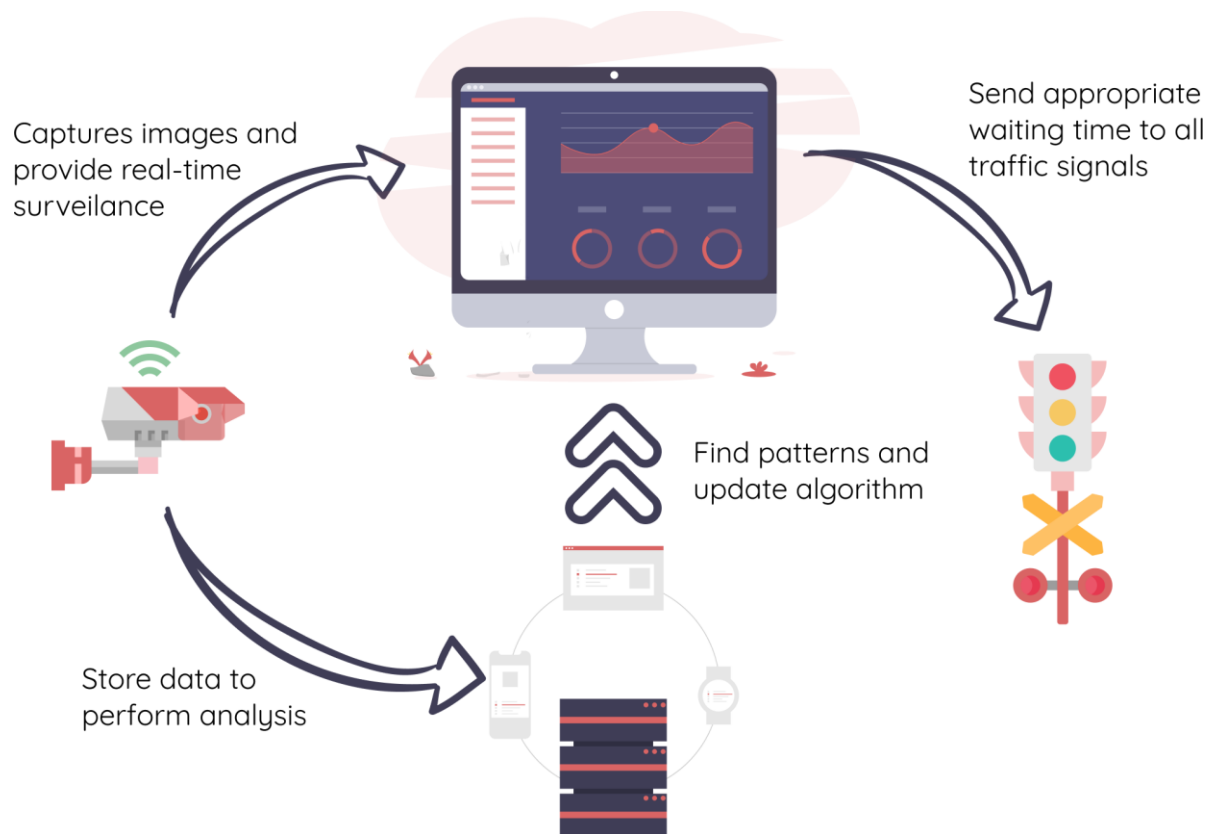 Captures images and
provide real-time
surveilance
Send appropriate
waiting time to all
traffic signals
Find patterns and
update algorithm
Store data to
perform analysis